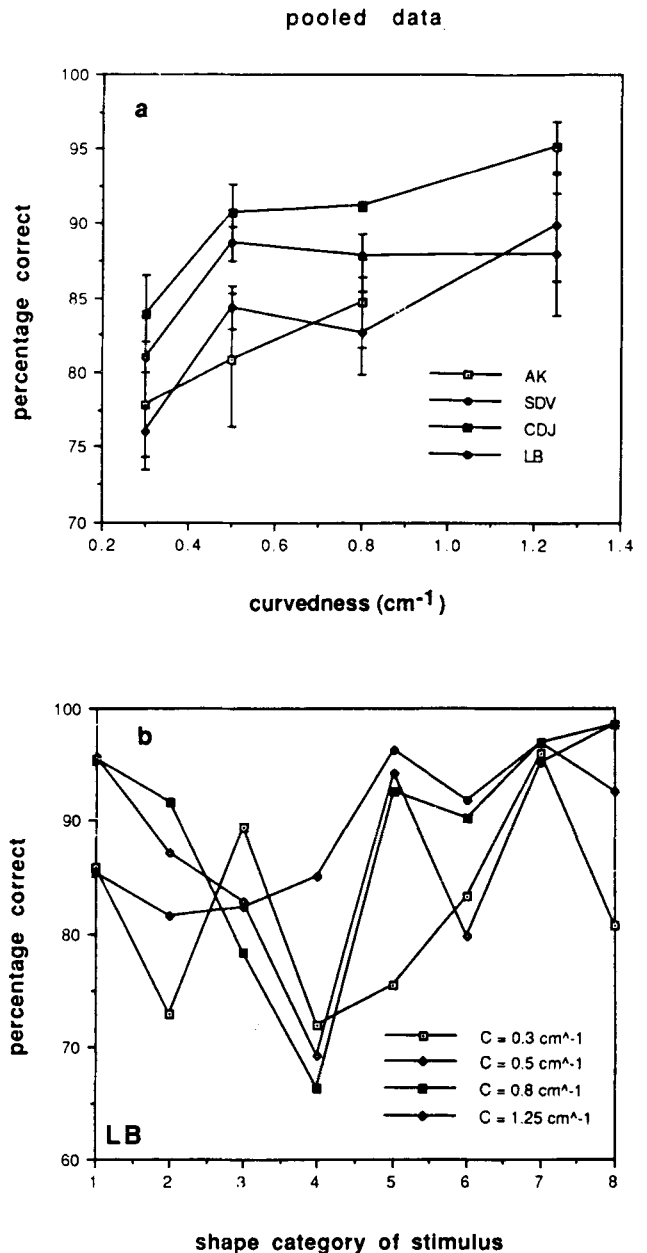 pooled data
100
a
95
90
85
80
75
70
percentage correct
AK
SDV
CDJ
LB
0.2 0.4 0.6 0.8 1.0 1.2 1.4
curvedness (cm-1)
100
b
90
80
70
60
percentage correct
C = 0.3 cm^-1
C = 0.5 cm^-1
C = 0.8 cm^-1
C = 1.25 cm^-1
LB
1 2 3 4 5 6 7 8
shape category of stimulus